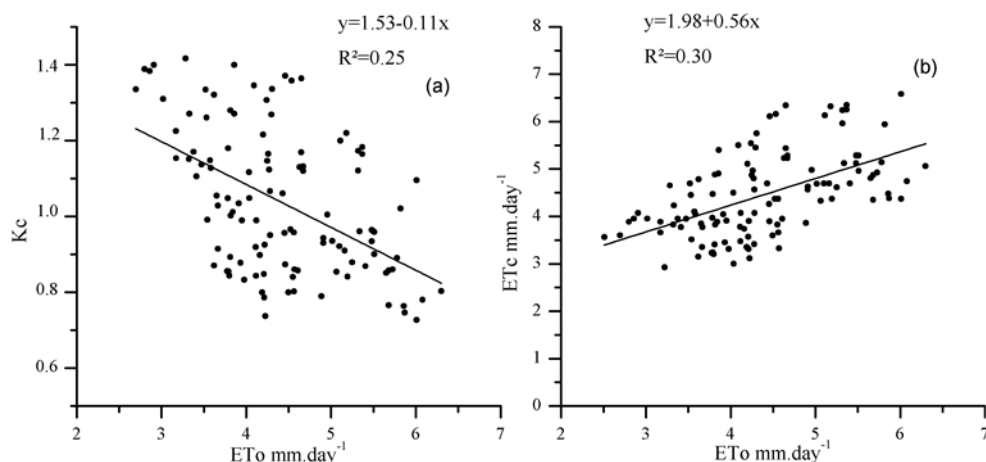 y=1.53-0.11x
R²=0.25
(a)
1.4
1.2
1.0
0.8
0.6
Kc
2 3 4 5 6 7
ETo mm.day-1
y=1.98+0.56x
R²=0.30
(b)
8
7
6
5
4
3
2
1
0
ETc mm.day-1
2 3 4 5 6 7
ETo mm.day-1